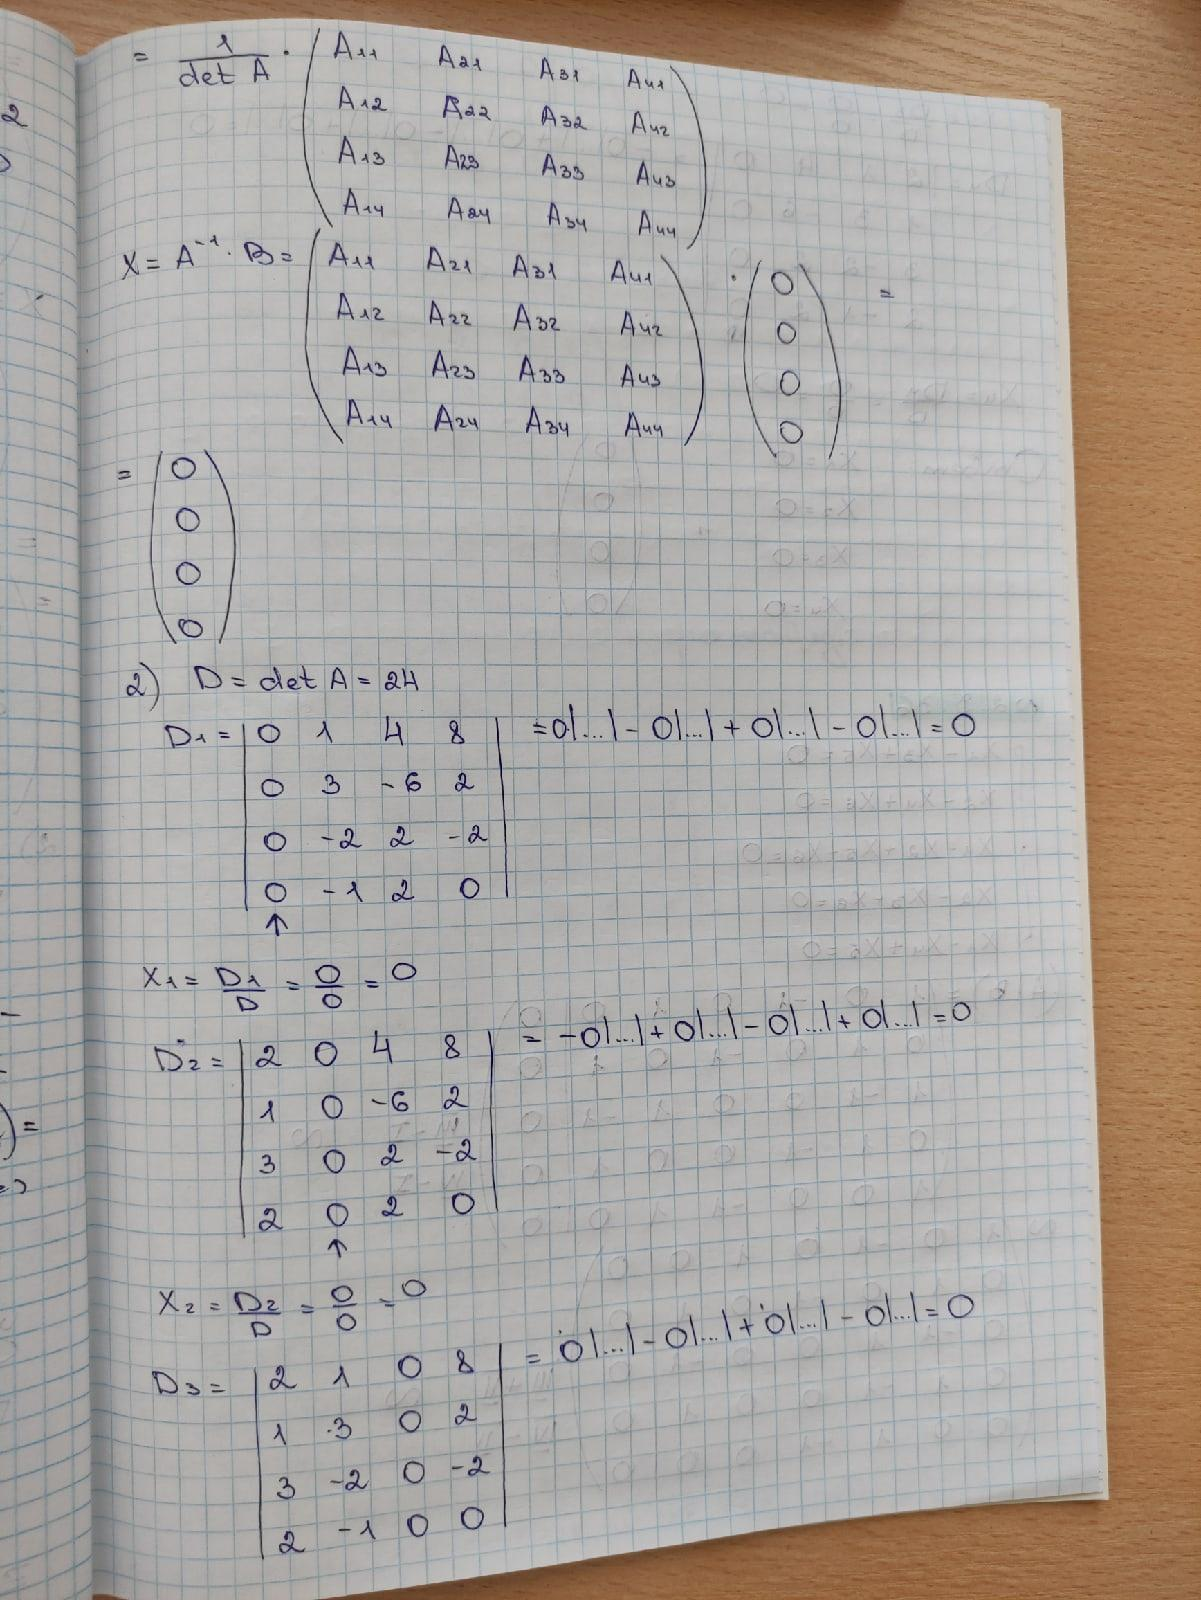 = 1/det A · ( A11 A21 A31 A41
A12 A22 A32 A42
A13 A23 A33 A43
A14 A24 A34 A44 )
X = A⁻¹ · B = ( A11 A21 A31 A41 ) · ( 0 ) =
A12 A22 A32 A42 0
A13 A23 A33 A43 0
A14 A24 A34 A44 0
= ( 0
0
0
0 )
2) D = det A = 24
D1 = | 0 1 4 8 | = 0|...| - 0|...| + 0|...| - 0|...| = 0
0 3 -6 2
0 -2 2 -2
0 -1 2 0
↑
X1 = D1/D = 0/0 = 0
D2 = | 2 0 4 8 | = -0|...| + 0|...| - 0|...| + 0|...| = 0
1 0 -6 2
3 0 2 -2
2 0 2 0
↑
X2 = D2/D = 0/0 = 0
D3 = | 2 1 0 8 | = 0|...| - 0|...| + 0|...| - 0|...| = 0
1 3 0 2
3 -2 0 -2
2 -1 0 0